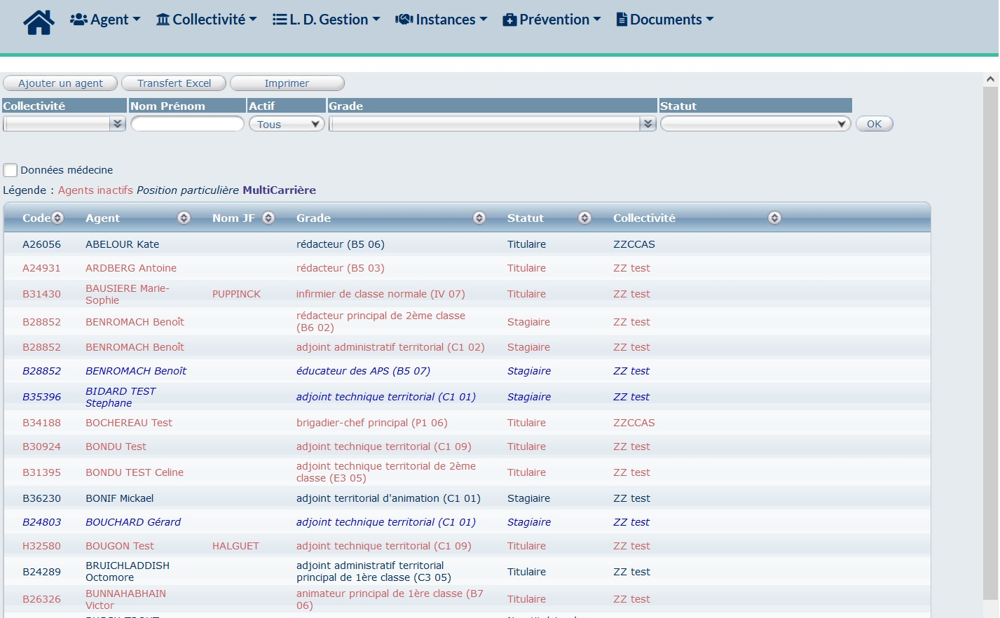 Agent Collectivité L. D. Gestion Instances Prévention Documents
Ajouter un agent Transfert Excel Imprimer
Collectivité Nom Prénom Actif Grade Statut
Tous OK
Données médecine
Légende : Agents inactifs Position particulière MultiCarrière
Code Agent Nom JF Grade Statut Collectivité
A26056 ABELOUR Kate rédacteur (B5 06) Titulaire ZZCCAS
A24931 ARDBERG Antoine rédacteur (B5 03) Titulaire ZZ test
B31430 BAUSIERE Marie-
Sophie PUPPINCK infirmier de classe normale (IV 07) Titulaire ZZ test
B28852 BENROMACH Benoît rédacteur principal de 2ème classe
(B6 02) Stagiaire ZZ test
B28852 BENROMACH Benoît adjoint administratif territorial (C1 02) Stagiaire ZZ test
B28852 BENROMACH Benoît éducateur des APS (B5 07) Stagiaire ZZ test
B35396 BIDARD TEST
Stephane adjoint technique territorial (C1 01) Stagiaire ZZ test
B34188 BOCHEREAU Test brigadier-chef principal (P1 06) Titulaire ZZCCAS
B30924 BONDU Test adjoint technique territorial (C1 09) Titulaire ZZ test
B31395 BONDU TEST Celine adjoint technique territorial de 2ème
classe (E3 05) Titulaire ZZ test
B36230 BONIF Mickael adjoint territorial d'animation (C1 01) Stagiaire ZZ test
B24803 BOUCHARD Gérard adjoint technique territorial (C1 01) Stagiaire ZZ test
H32580 BOUGON Test HALGUET adjoint technique territorial (C1 09) Titulaire ZZ test
B24289 BRUICHLADDISH
Octomore adjoint administratif territorial
principal de 1ère classe (C3 05) Titulaire ZZ test
B26326 BUNNAHABHAIN
Victor animateur principal de 1ère classe (B7
06) Titulaire ZZ test